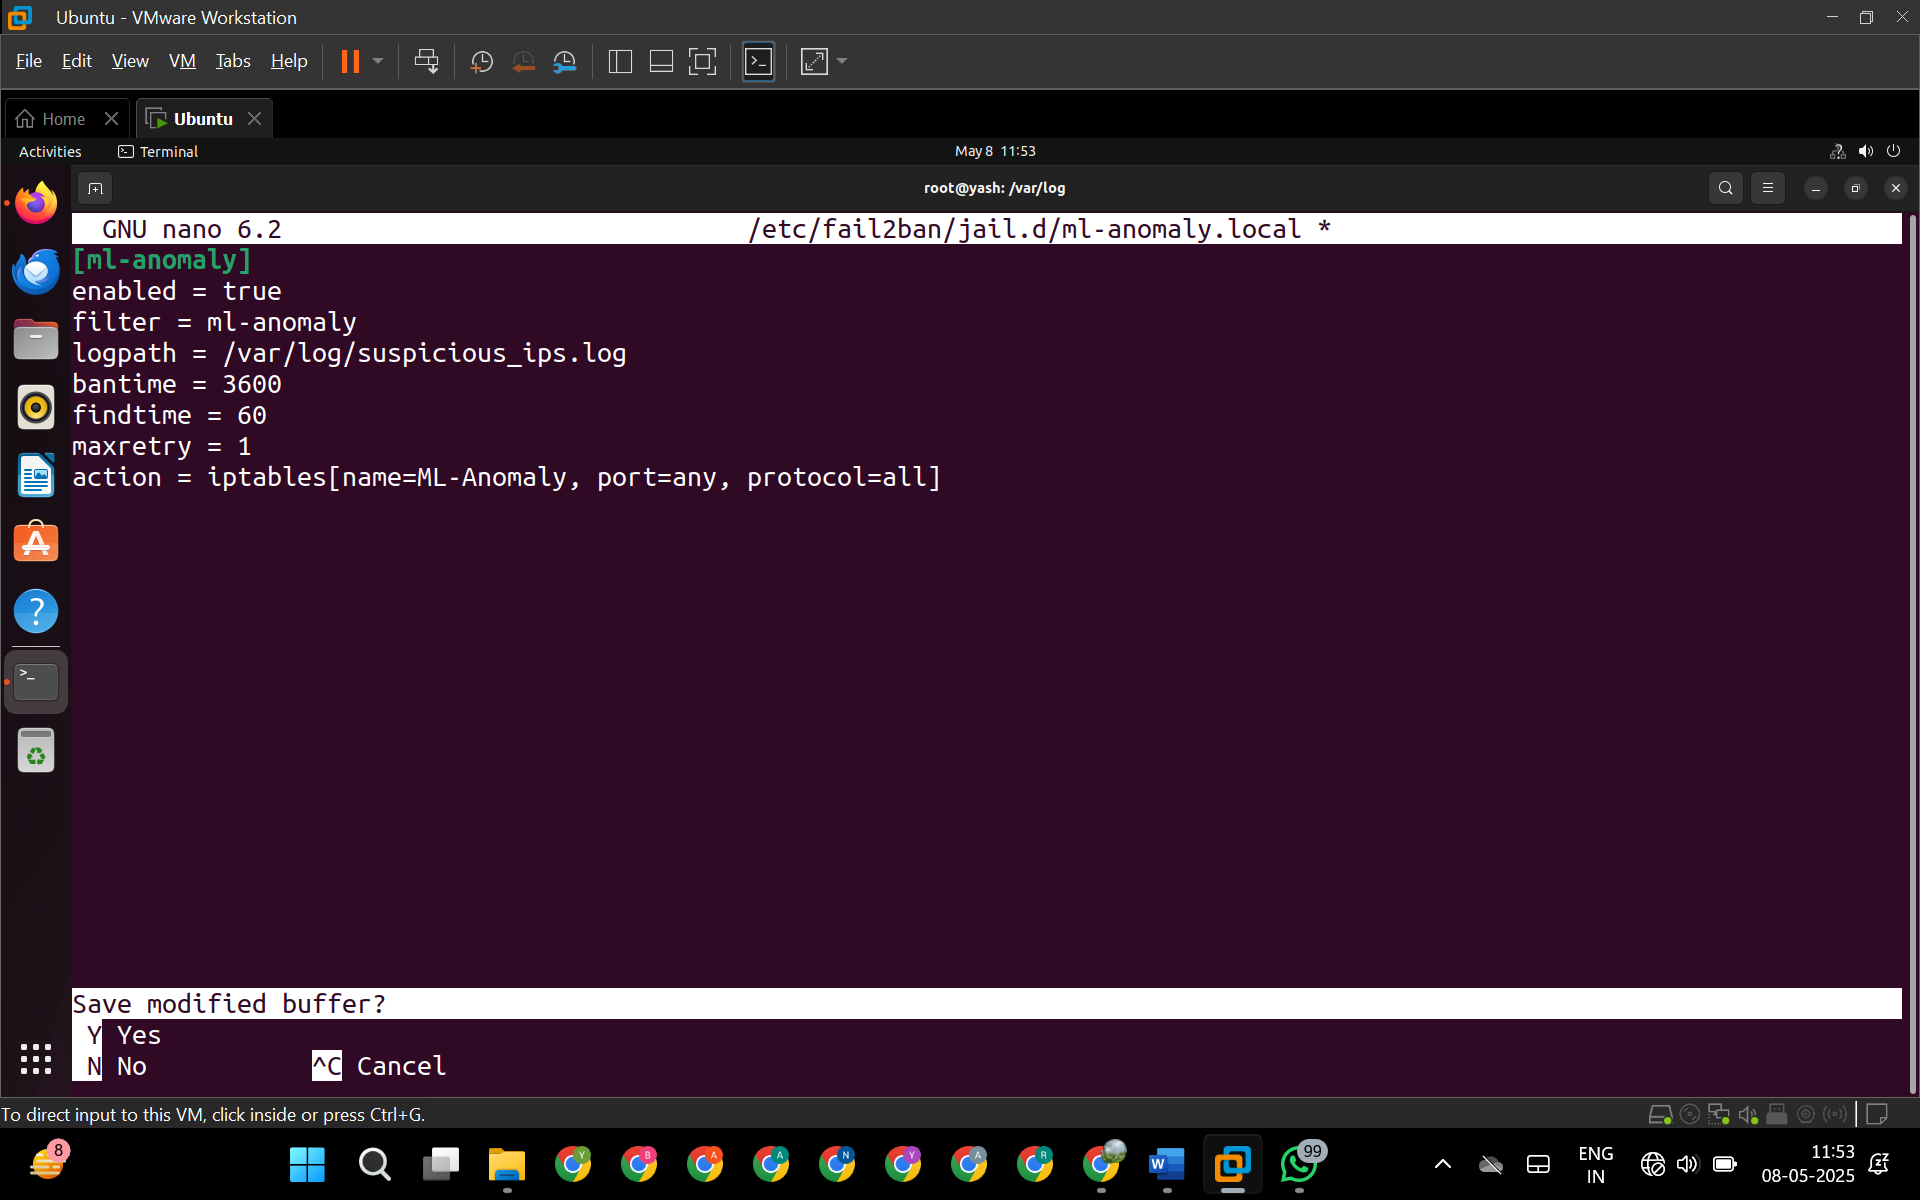 Ubuntu - VMware Workstation
File Edit View VM Tabs Help
Home
Ubuntu
Activities
Terminal
May 8 11:53
root@yash: /var/log
GNU nano 6.2 /etc/fail2ban/jail.d/ml-anomaly.local *
[ml-anomaly]
enabled = true
filter = ml-anomaly
logpath = /var/log/suspicious_ips.log
bantime = 3600
findtime = 60
maxretry = 1
action = iptables[name=ML-Anomaly, port=any, protocol=all]
Save modified buffer?
Y Yes
N No ^C Cancel
To direct input to this VM, click inside or press Ctrl+G.
8
Y
B
A
A
N
Y
A
R
W
99
ENG
IN
11:53
08-05-2025